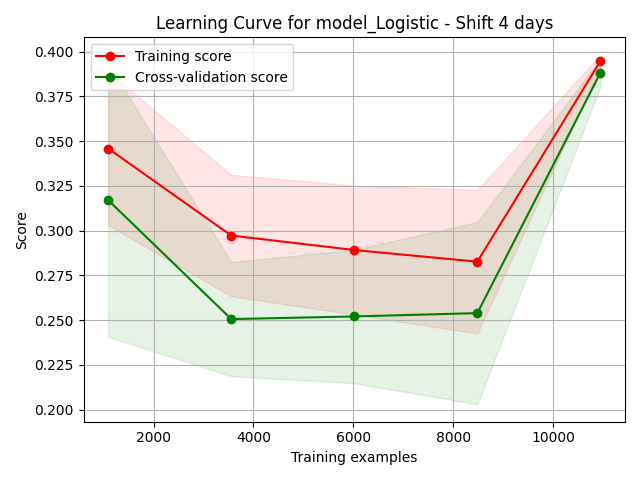 Learning Curve for model_Logistic - Shift 4 days
Training score
Cross-validation score
0.400
0.375
0.350
0.325
0.300
0.275
0.250
0.225
0.200
Score
2000 4000 6000 8000 10000
Training examples